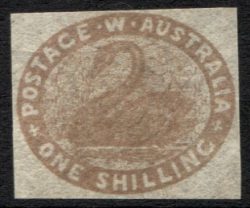 POSTAGE · W · AUSTRALIA
ONE SHILLING